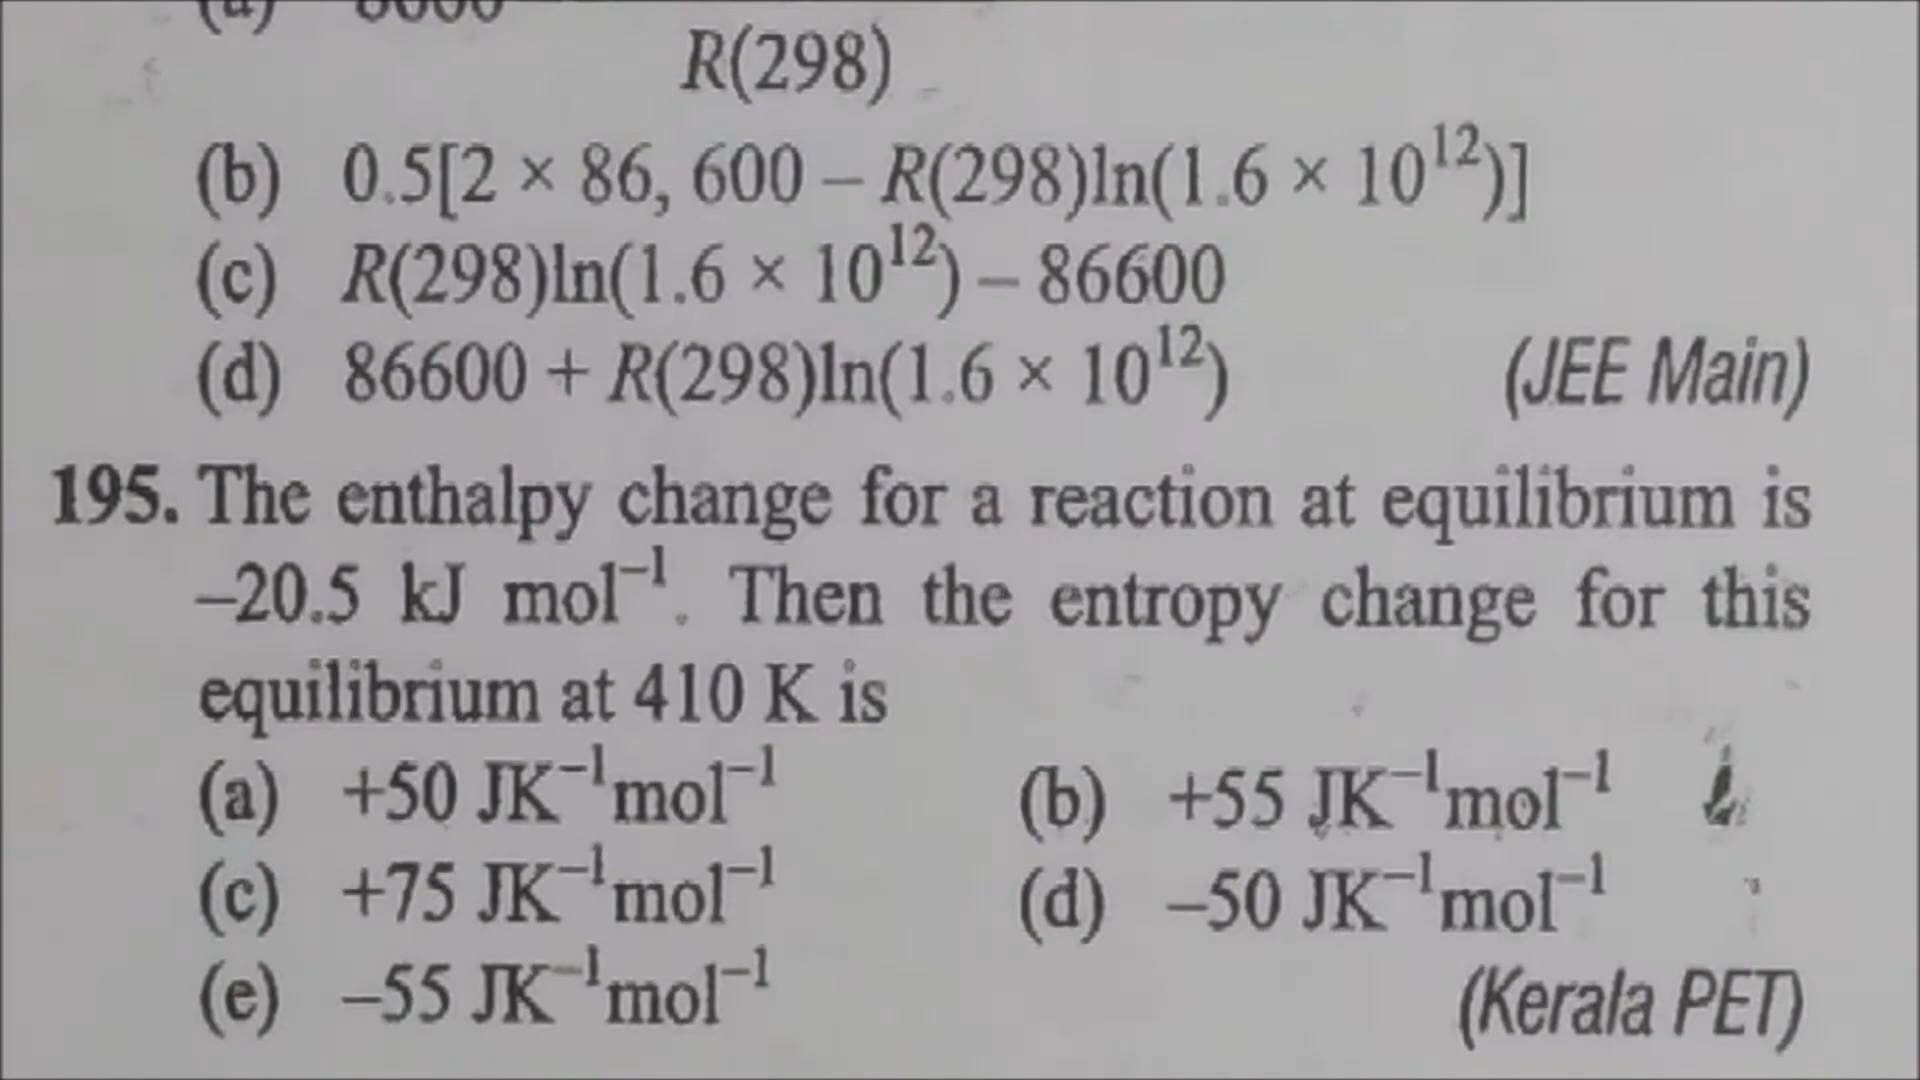 R(298)
(b) 0.5[2 × 86, 600 – R(298)ln(1.6 × 10¹²)]
(c) R(298)ln(1.6 × 10¹²) – 86600
(d) 86600 + R(298)ln(1.6 × 10¹²) (JEE Main)
195. The enthalpy change for a reaction at equilibrium is
–20.5 kJ mol⁻¹. Then the entropy change for this
equilibrium at 410 K is
(a) +50 JK⁻¹mol⁻¹ (b) +55 JK⁻¹mol⁻¹
(c) +75 JK⁻¹mol⁻¹ (d) –50 JK⁻¹mol⁻¹
(e) –55 JK⁻¹mol⁻¹ (Kerala PET)